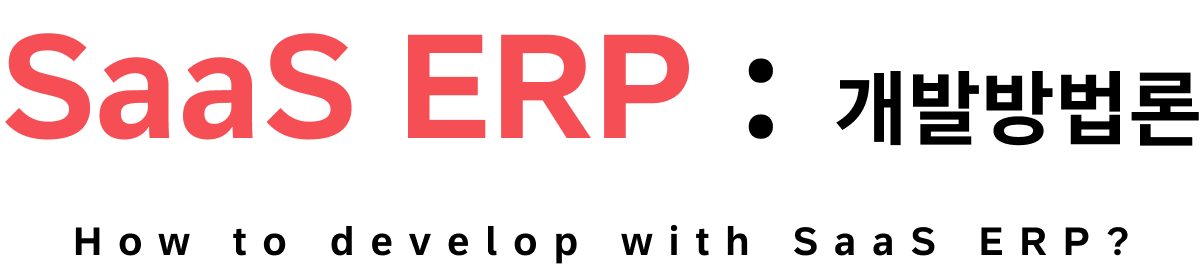 SaaS ERP : 개발방법론
How to develop with SaaS ERP?